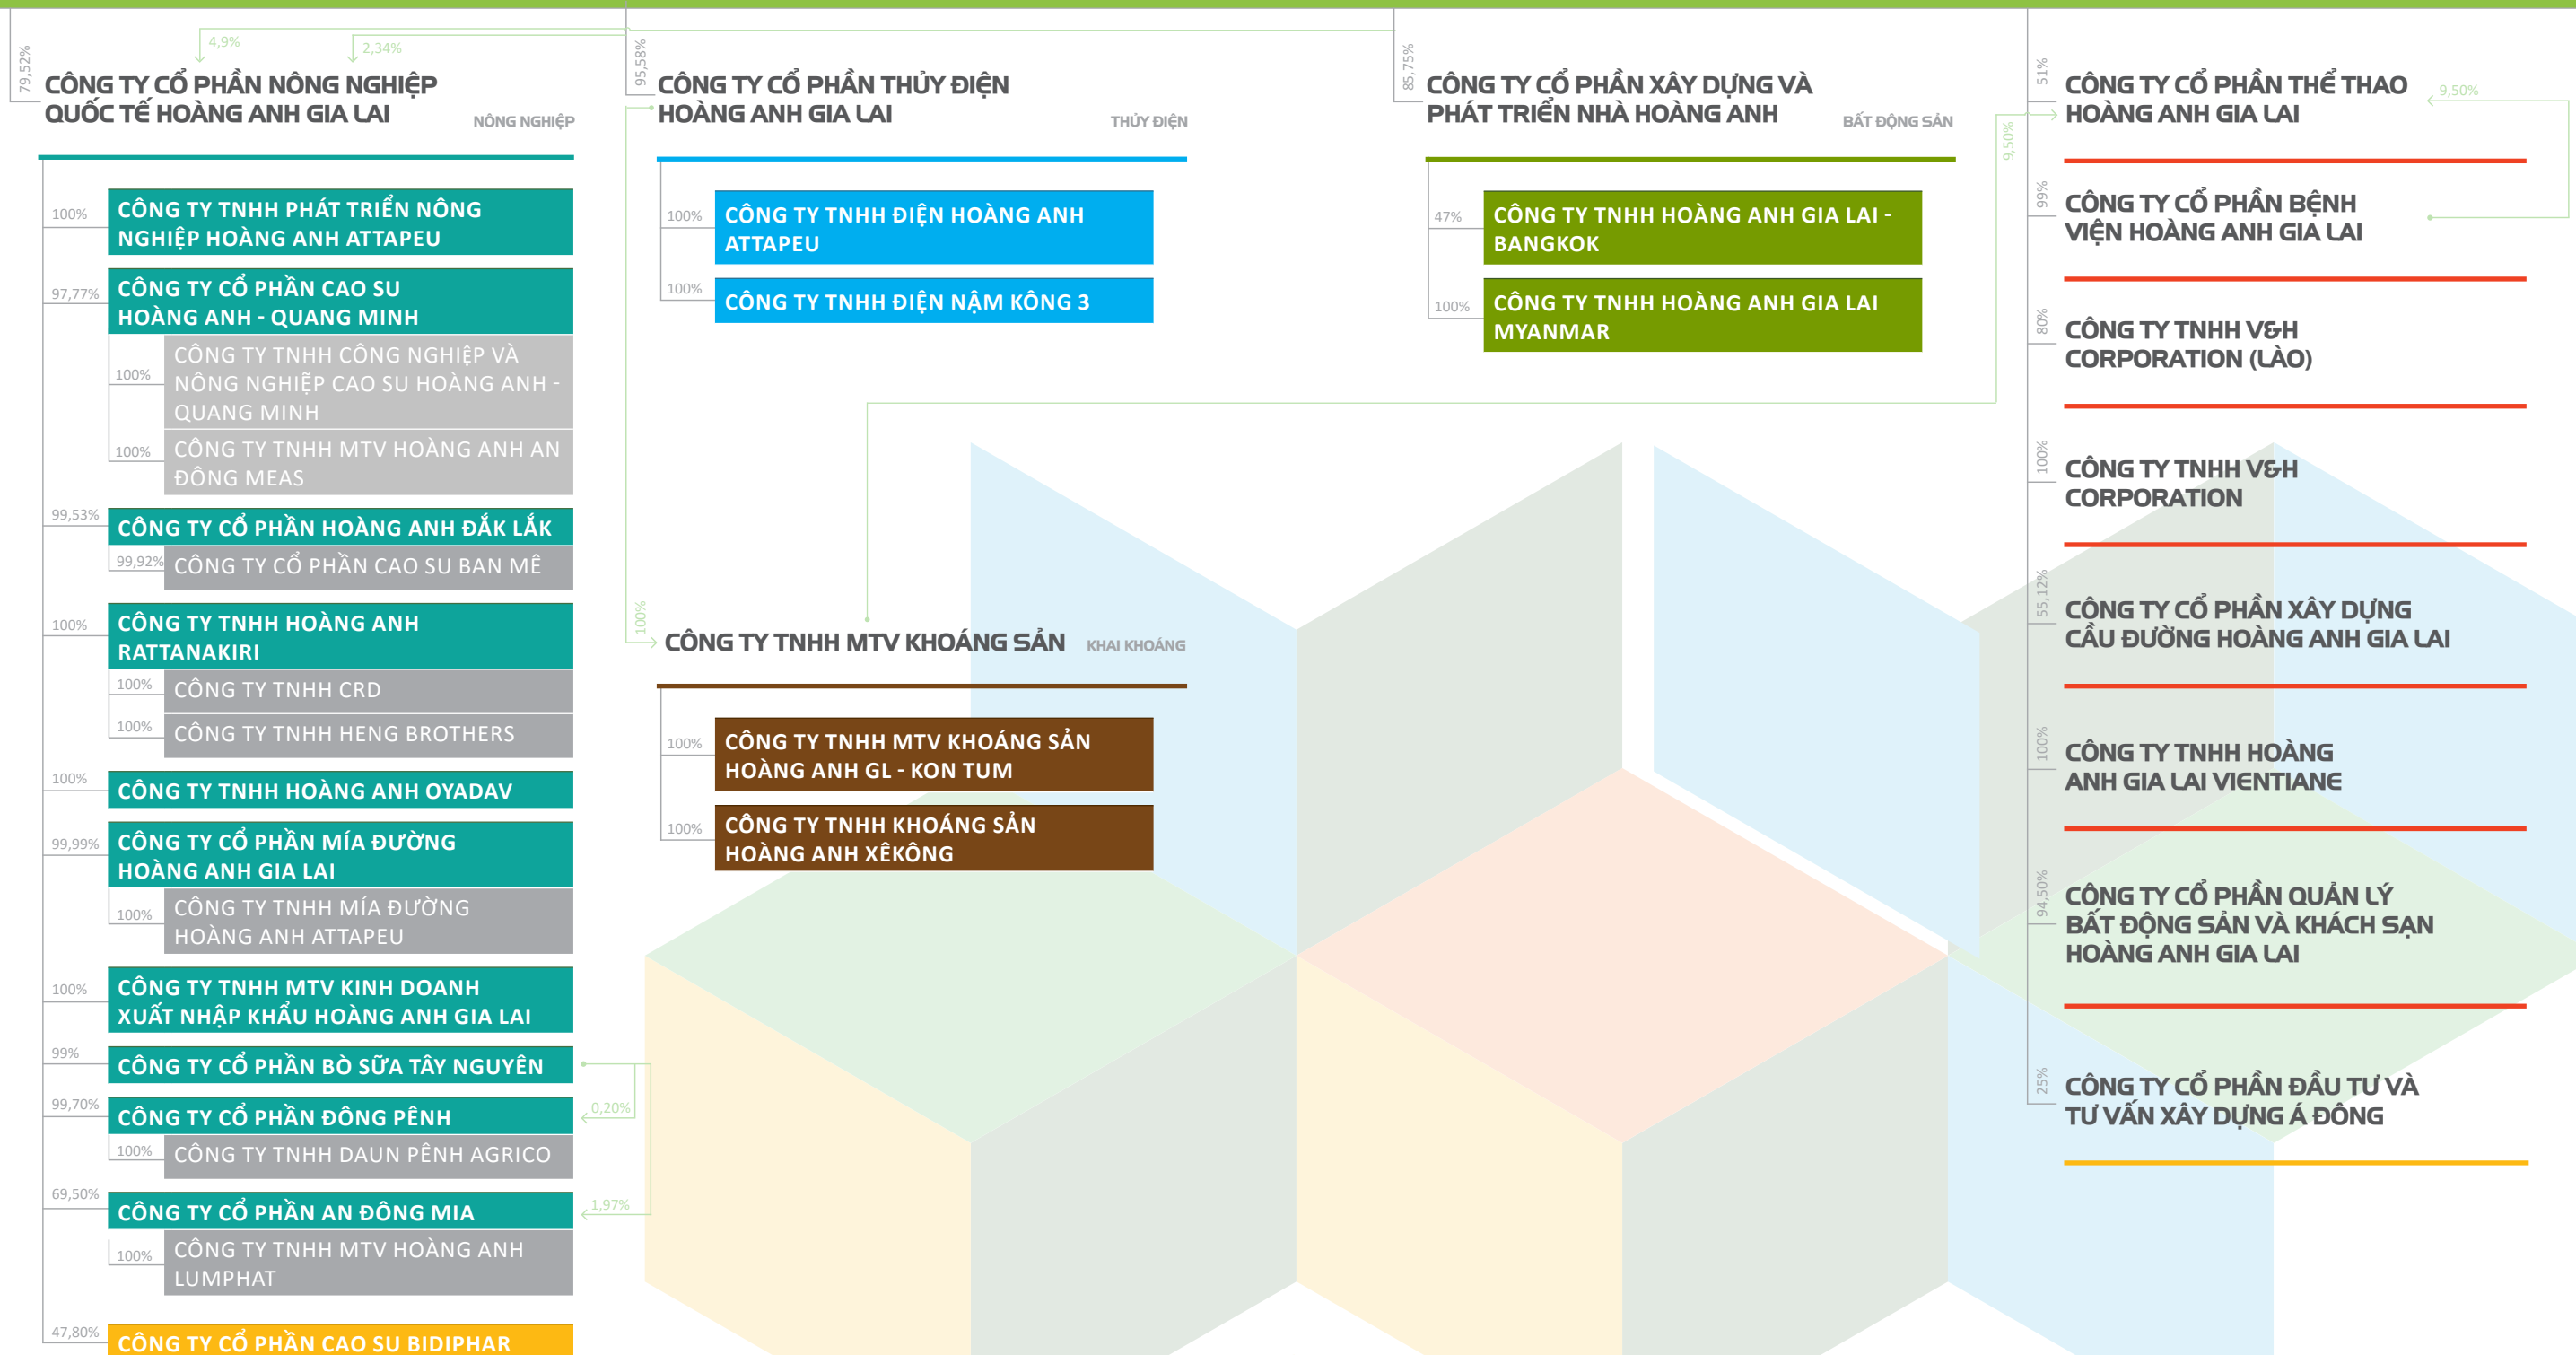 79,52%
4,9%
2,34%
CÔNG TY CỔ PHẦN NÔNG NGHIỆP
QUỐC TẾ HOÀNG ANH GIA LAI
NÔNG NGHIỆP
100%
CÔNG TY TNHH PHÁT TRIỂN NÔNG
NGHIỆP HOÀNG ANH ATTAPEU
97,77%
CÔNG TY CỔ PHẦN CAO SU
HOÀNG ANH - QUANG MINH
100%
CÔNG TY TNHH CÔNG NGHIỆP VÀ
NÔNG NGHIỆP CAO SU HOÀNG ANH -
QUANG MINH
100%
CÔNG TY TNHH MTV HOÀNG ANH AN
ĐÔNG MEAS
99,53%
CÔNG TY CỔ PHẦN HOÀNG ANH ĐẮK LẮK
99,92%
CÔNG TY CỔ PHẦN CAO SU BAN MÊ
100%
CÔNG TY TNHH HOÀNG ANH
RATTANAKIRI
100%
CÔNG TY TNHH CRD
100%
CÔNG TY TNHH HENG BROTHERS
100%
CÔNG TY TNHH HOÀNG ANH OYADAV
99,99%
CÔNG TY CỔ PHẦN MÍA ĐƯỜNG
HOÀNG ANH GIA LAI
100%
CÔNG TY TNHH MÍA ĐƯỜNG
HOÀNG ANH ATTAPEU
100%
CÔNG TY TNHH MTV KINH DOANH
XUẤT NHẬP KHẨU HOÀNG ANH GIA LAI
99%
CÔNG TY CỔ PHẦN BÒ SỮA TÂY NGUYÊN
99,70%
CÔNG TY CỔ PHẦN ĐÔNG PÊNH
0,20%
100%
CÔNG TY TNHH DAUN PÊNH AGRICO
69,50%
CÔNG TY CỔ PHẦN AN ĐÔNG MIA
1,97%
100%
CÔNG TY TNHH MTV HOÀNG ANH
LUMPHAT
47,80%
CÔNG TY CỔ PHẦN CAO SU BIDIPHAR
95,58%
CÔNG TY CỔ PHẦN THỦY ĐIỆN
HOÀNG ANH GIA LAI
THỦY ĐIỆN
100%
CÔNG TY TNHH ĐIỆN HOÀNG ANH
ATTAPEU
100%
CÔNG TY TNHH ĐIỆN NẬM KÔNG 3
100%
CÔNG TY TNHH MTV KHOÁNG SẢN
KHAI KHOÁNG
100%
CÔNG TY TNHH MTV KHOÁNG SẢN
HOÀNG ANH GL - KON TUM
100%
CÔNG TY TNHH KHOÁNG SẢN
HOÀNG ANH XÊKÔNG
85,75%
CÔNG TY CỔ PHẦN XÂY DỰNG VÀ
PHÁT TRIỂN NHÀ HOÀNG ANH
BẤT ĐỘNG SẢN
47%
CÔNG TY TNHH HOÀNG ANH GIA LAI -
BANGKOK
100%
CÔNG TY TNHH HOÀNG ANH GIA LAI
MYANMAR
9,50%
51%
CÔNG TY CỔ PHẦN THỂ THAO
HOÀNG ANH GIA LAI
9,50%
99%
CÔNG TY CỔ PHẦN BỆNH
VIỆN HOÀNG ANH GIA LAI
80%
CÔNG TY TNHH V&H
CORPORATION (LÀO)
100%
CÔNG TY TNHH V&H
CORPORATION
55,12%
CÔNG TY CỔ PHẦN XÂY DỰNG
CẦU ĐƯỜNG HOÀNG ANH GIA LAI
100%
CÔNG TY TNHH HOÀNG
ANH GIA LAI VIENTIANE
94,50%
CÔNG TY CỔ PHẦN QUẢN LÝ
BẤT ĐỘNG SẢN VÀ KHÁCH SẠN
HOÀNG ANH GIA LAI
25%
CÔNG TY CỔ PHẦN ĐẦU TƯ VÀ
TƯ VẤN XÂY DỰNG Á ĐÔNG